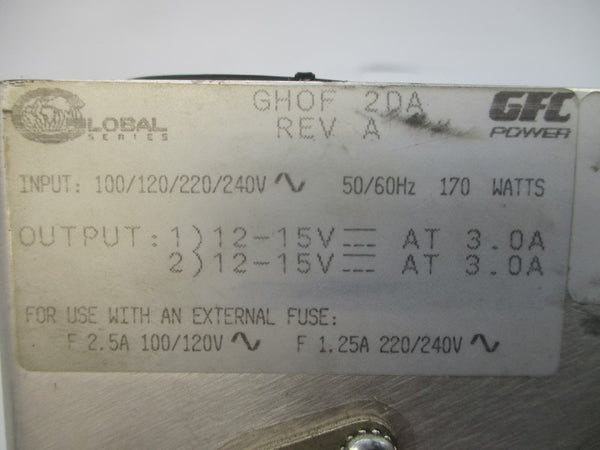 GLOBAL
SERIES
GHOF 2DA
REV A
GFC
POWER
INPUT: 100/120/220/240V ∿ 50/60Hz 170 WATTS
OUTPUT: 1) 12-15V ⎓ AT 3.0A
2) 12-15V ⎓ AT 3.0A
FOR USE WITH AN EXTERNAL FUSE:
F 2.5A 100/120V ∿ F 1.25A 220/240V ∿